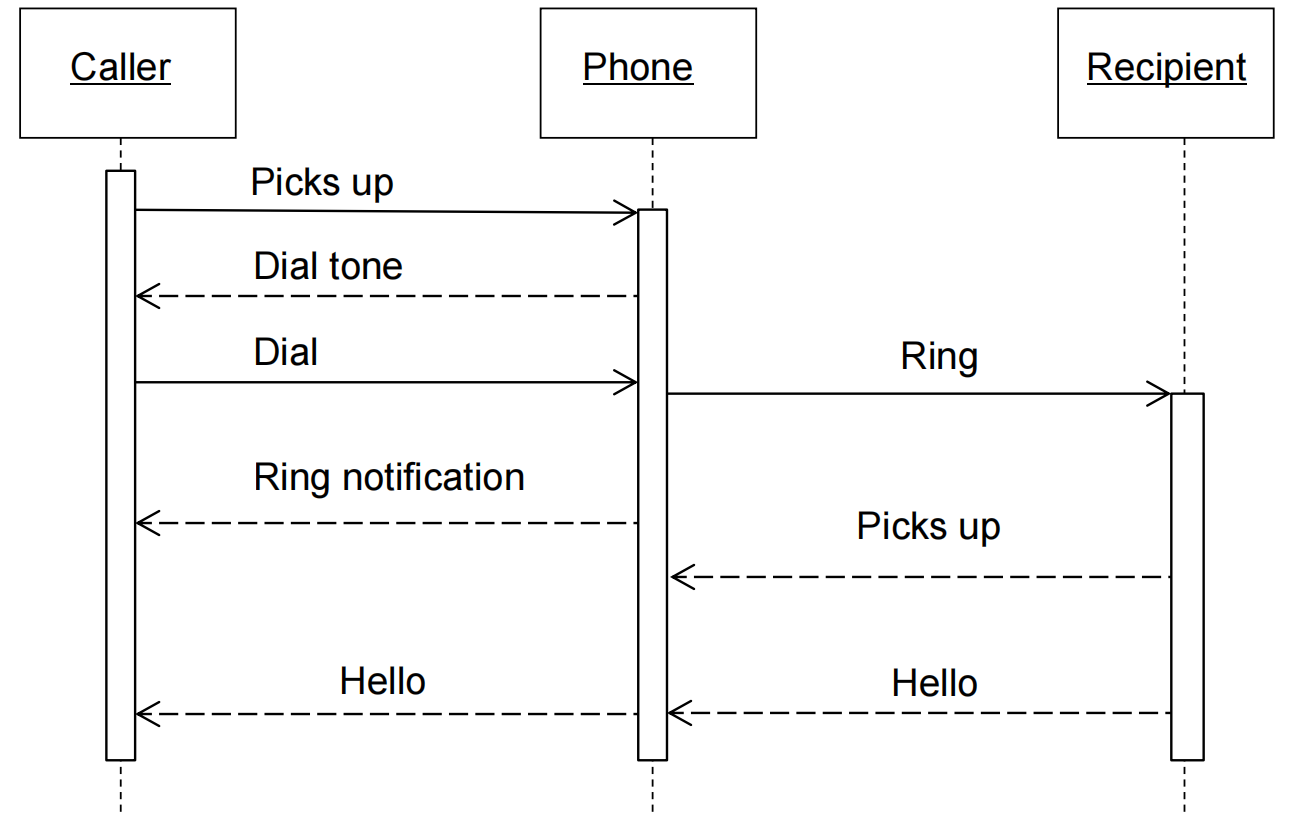 Caller
Phone
Recipient
Picks up
Dial tone
Dial
Ring
Ring notification
Picks up
Hello
Hello